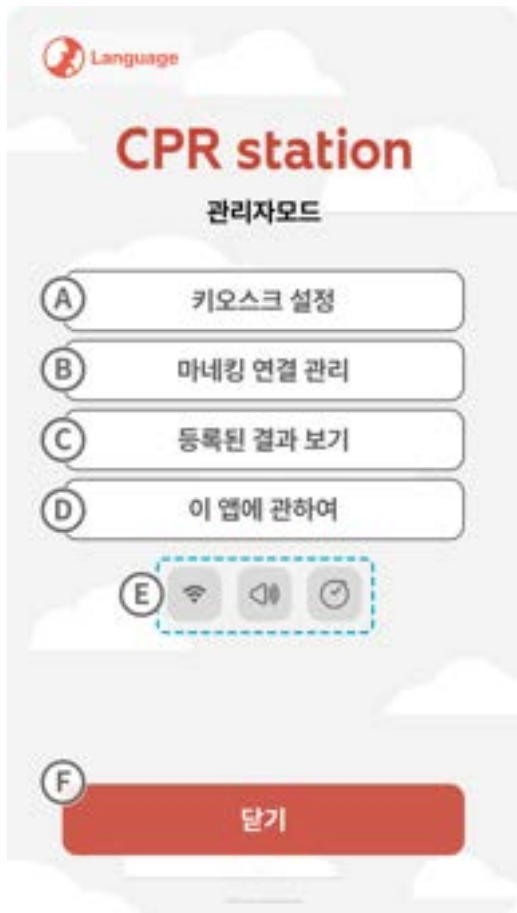 Language
CPR station
관리자모드
A 키오스크 설정
B 마네킹 연결 관리
C 등록된 결과 보기
D 이 앱에 관하여
E
F
닫기